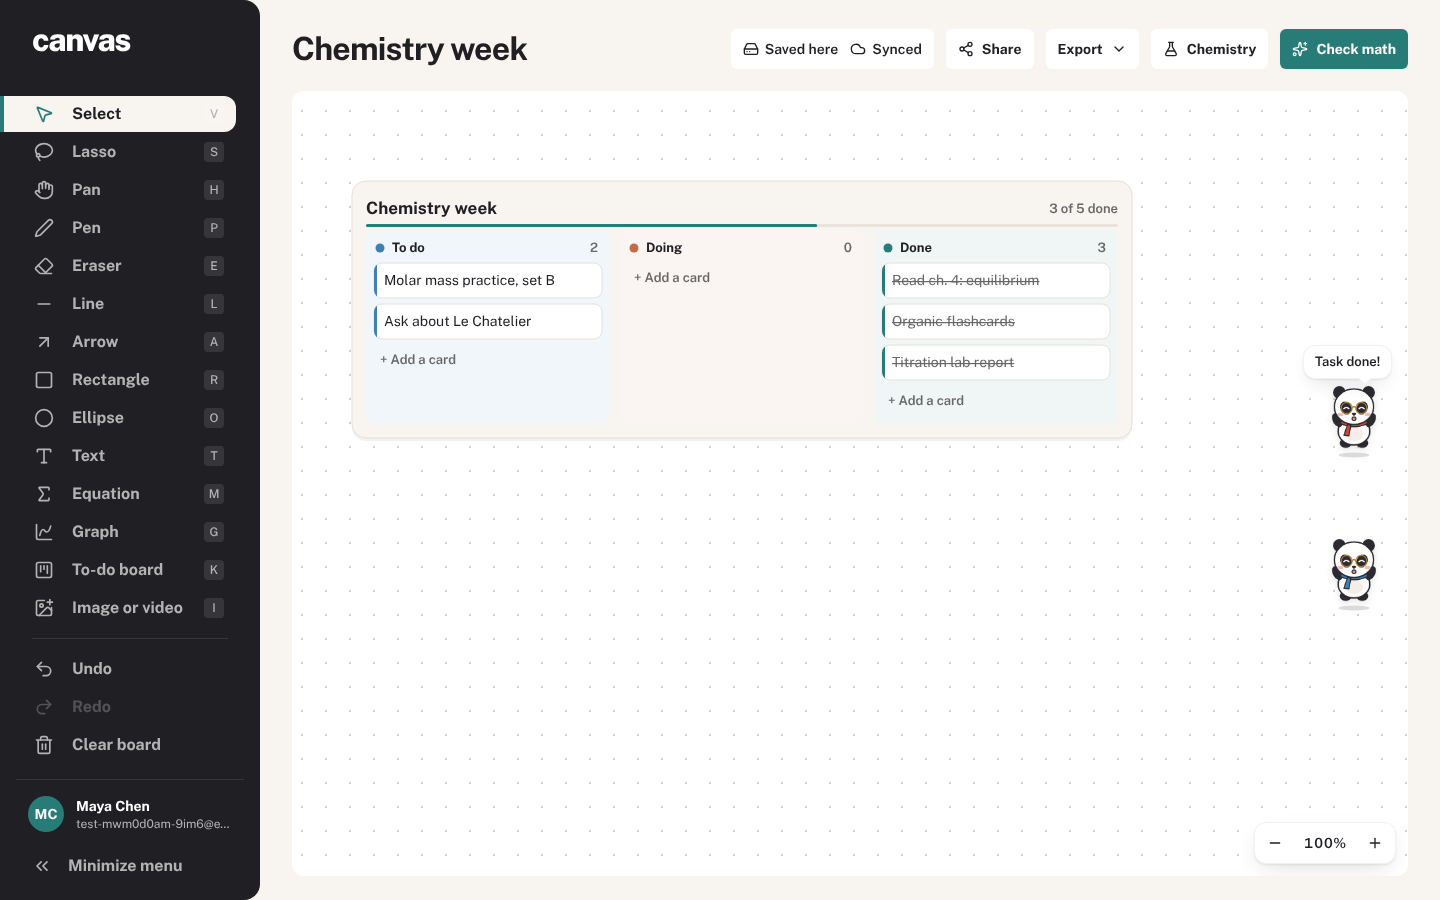 canvas
Select V
Lasso S
Pan H
Pen P
Eraser E
Line L
Arrow A
Rectangle R
Ellipse O
Text T
Equation M
Graph G
To-do board K
Image or video I
Undo
Redo
Clear board
MC
Maya Chen
test-mwm0d0am-9im6@e...
Minimize menu
Chemistry week
Saved here Synced
Share
Export
Chemistry
Check math
Chemistry week
3 of 5 done
To do 2
Molar mass practice, set B
Ask about Le Chatelier
+ Add a card
Doing 0
+ Add a card
Done 3
Read ch. 4: equilibrium
Organic flashcards
Titration lab report
+ Add a card
Task done!
− 100% +